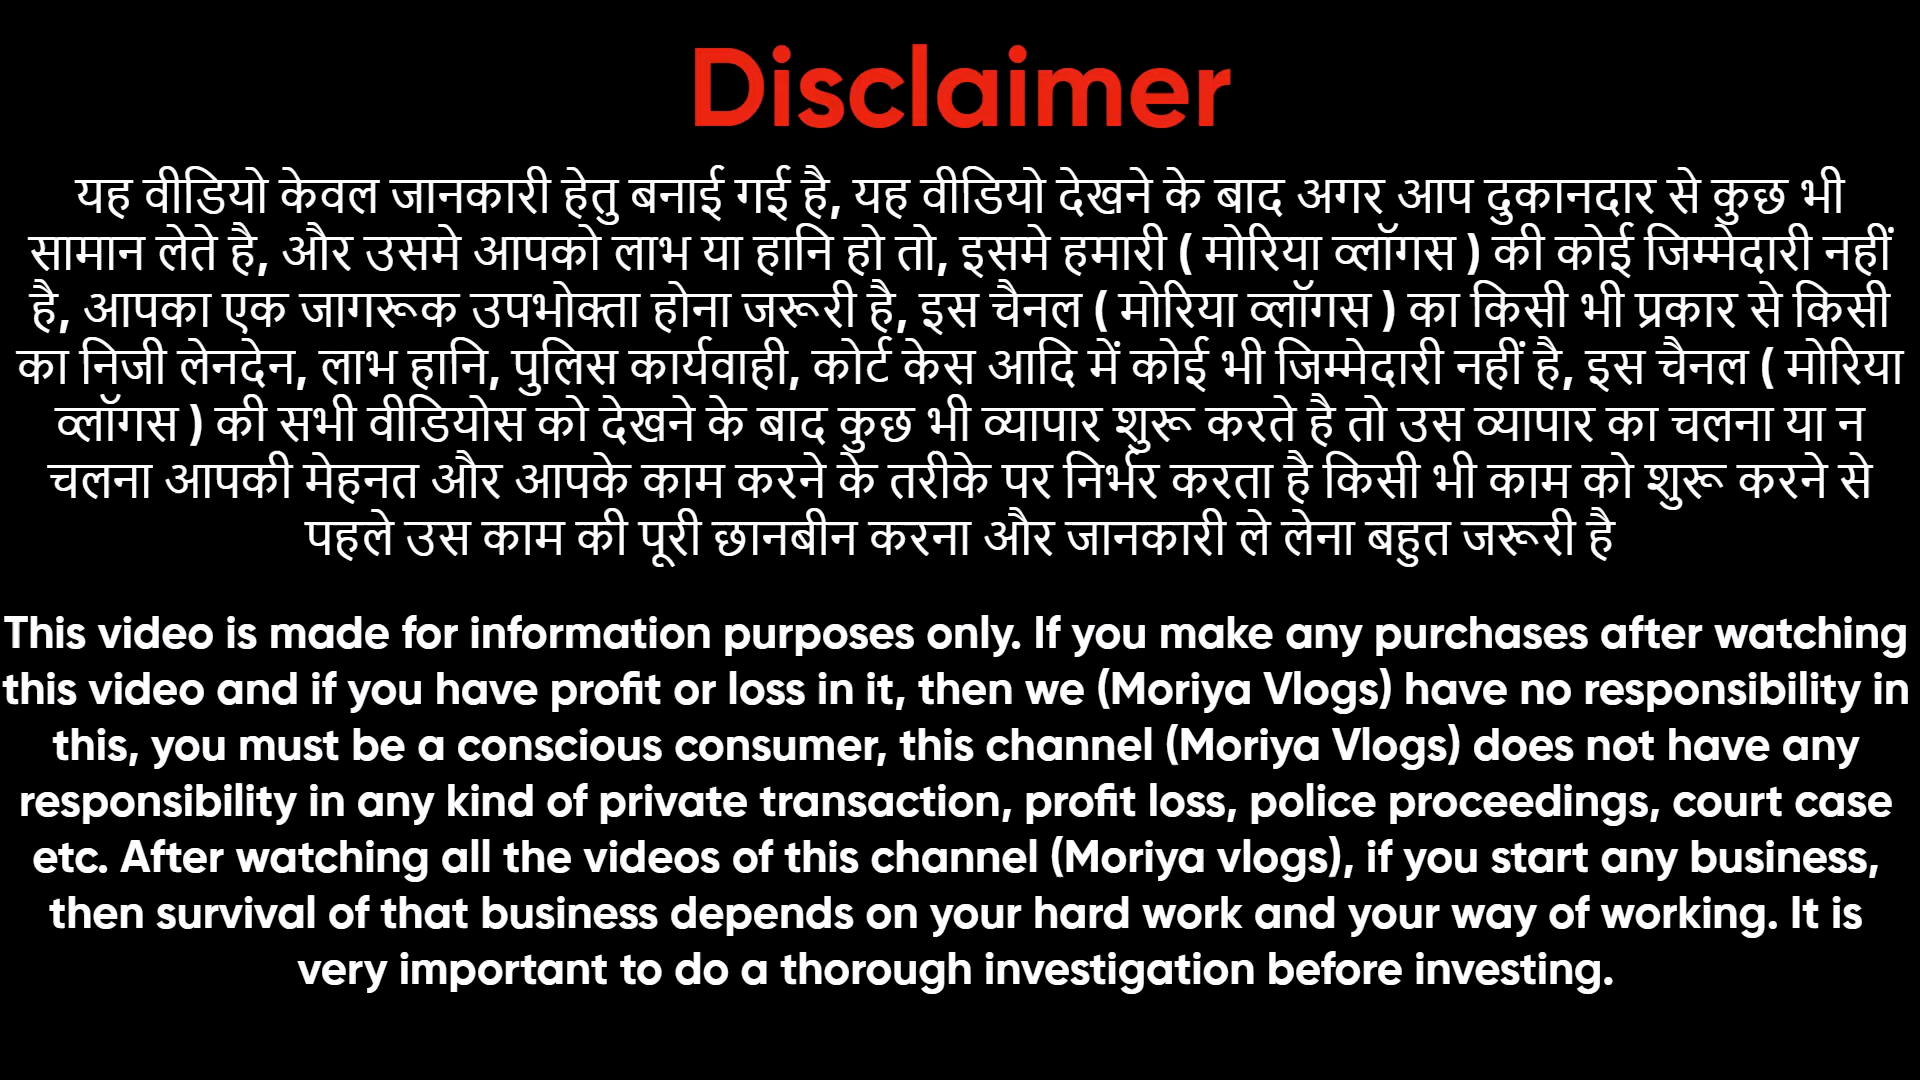 Disclaimer
यह वीडियो केवल जानकारी हेतु बनाई गई है, यह वीडियो देखने के बाद अगर आप दुकानदार से कुछ भी
सामान लेते है, और उसमे आपको लाभ या हानि हो तो, इसमे हमारी ( मोरिया व्लॉगस ) की कोई जिम्मेदारी नहीं
है, आपका एक जागरूक उपभोक्ता होना जरूरी है, इस चैनल ( मोरिया व्लॉगस ) का किसी भी प्रकार से किसी
का निजी लेनदेन, लाभ हानि, पुलिस कार्यवाही, कोर्ट केस आदि में कोई भी जिम्मेदारी नहीं है, इस चैनल ( मोरिया
व्लॉगस ) की सभी वीडियोस को देखने के बाद कुछ भी व्यापार शुरू करते है तो उस व्यापार का चलना या न
चलना आपकी मेहनत और आपके काम करने के तरीके पर निर्भर करता है किसी भी काम को शुरू करने से
पहले उस काम की पूरी छानबीन करना और जानकारी ले लेना बहुत जरूरी है
This video is made for information purposes only. If you make any purchases after watching
this video and if you have profit or loss in it, then we (Moriya Vlogs) have no responsibility in
this, you must be a conscious consumer, this channel (Moriya Vlogs) does not have any
responsibility in any kind of private transaction, profit loss, police proceedings, court case
etc. After watching all the videos of this channel (Moriya vlogs), if you start any business,
then survival of that business depends on your hard work and your way of working. It is
very important to do a thorough investigation before investing.